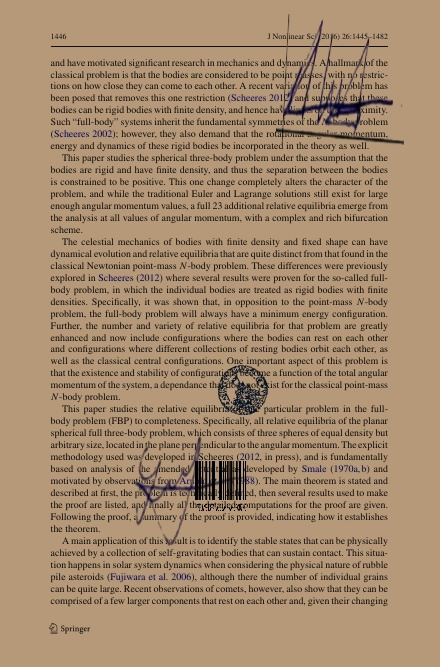 1446 J Nonlinear Sci (2016) 26:1445–1482
and have motivated significant research in mechanics and dynamics. A hallmark of the
classical problem is that the bodies are considered to be point masses, with no restric-
tions on how close they can come to each other. A recent variation of this problem has
been posed that removes this one restriction (Scheeres 2012) and supposes that these
bodies can be rigid bodies with finite density, and hence have limits on their proximity.
Such “full-body” systems inherit the fundamental symmetries of the N-body problem
(Scheeres 2002); however, they also demand that the rotational angular momentum,
energy and dynamics of these rigid bodies be incorporated in the theory as well.
This paper studies the spherical three-body problem under the assumption that the
bodies are rigid and have finite density, and thus the separation between the bodies
is constrained to be positive. This one change completely alters the character of the
problem, and while the traditional Euler and Lagrange solutions still exist for large
enough angular momentum values, a full 23 additional relative equilibria emerge from
the analysis at all values of angular momentum, with a complex and rich bifurcation
scheme.
The celestial mechanics of bodies with finite density and fixed shape can have
dynamical evolution and relative equilibria that are quite distinct from that found in the
classical Newtonian point-mass N-body problem. These differences were previously
explored in Scheeres (2012) where several results were proven for the so-called full-
body problem, in which the individual bodies are treated as rigid bodies with finite
densities. Specifically, it was shown that, in opposition to the point-mass N-body
problem, the full-body problem will always have a minimum energy configuration.
Further, the number and variety of relative equilibria for that problem are greatly
enhanced and now include configurations where the bodies can rest on each other
and configurations where different collections of resting bodies orbit each other, as
well as the classical central configurations. One important aspect of this problem is
that the existence and stability of configurations become a function of the total angular
momentum of the system, a dependance that does not exist for the classical point-mass
N-body problem.
This paper studies the relative equilibria of one particular problem in the full-
body problem (FBP) to completeness. Specifically, all relative equilibria of the planar
spherical full three-body problem, which consists of three spheres of equal density but
arbitrary size, located in the plane perpendicular to the angular momentum. The explicit
methodology used was developed in Scheeres (2012, in press), and is fundamentally
based on analysis of the amended potential developed by Smale (1970a,b) and
motivated by observations from Arnold (1988). The main theorem is stated and
described at first, the problem is technically defined, then several results used to make
the proof are listed, and finally all the detailed computations for the proof are given.
Following the proof, a summary of the proof is provided, indicating how it establishes
the theorem.
A main application of this result is to identify the stable states that can be physically
achieved by a collection of self-gravitating bodies that can sustain contact. This situa-
tion happens in solar system dynamics when considering the physical nature of rubble
pile asteroids (Fujiwara et al. 2006), although there the number of individual grains
can be quite large. Recent observations of comets, however, also show that they can be
comprised of a few larger components that rest on each other and, given their changing
Springer